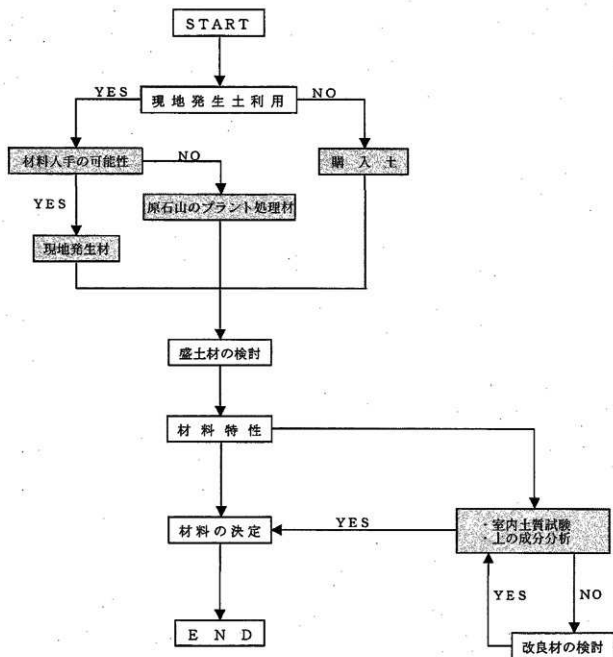 START
YES
現地発生土利用
NO
材料入手の可能性
NO
購入土
YES
原石山のプラント処理材
現地発生材
盛土材の検討
材料特性
材料の決定
YES
・室内土質試験
・上の成分分析
YES
NO
END
改良材の検討